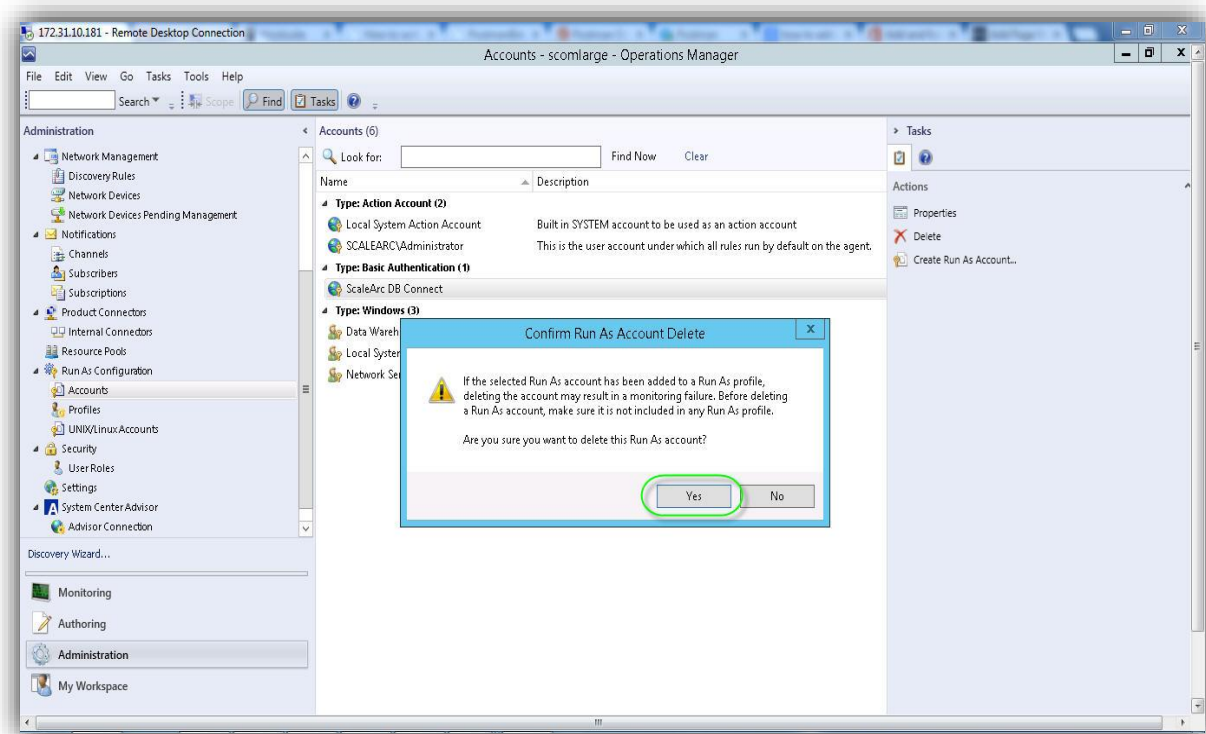 172.31.10.181 - Remote Desktop Connection
Accounts - scomlarge - Operations Manager
File Edit View Go Tasks Tools Help
Search Scope Find Tasks
Administration
Network Management
Discovery Rules
Network Devices
Network Devices Pending Management
Notifications
Channels
Subscribers
Subscriptions
Product Connectors
Internal Connectors
Resource Pools
Run As Configuration
Accounts
Profiles
UNIX/Linux Accounts
Security
User Roles
Settings
System Center Advisor
Advisor Connection
Discovery Wizard...
Monitoring
Authoring
Administration
My Workspace
Accounts (6)
Look for: Find Now Clear
Name Description
Type: Action Account (2)
Local System Action Account Built in SYSTEM account to be used as an action account
SCALEARC\Administrator This is the user account under which all rules run by default on the agent.
Type: Basic Authentication (1)
ScaleArc DB Connect
Type: Windows (3)
Data Wareh
Local System
Network Se
Confirm Run As Account Delete
If the selected Run As account has been added to a Run As profile,
deleting the account may result in a monitoring failure. Before deleting
a Run As account, make sure it is not included in any Run As profile.
Are you sure you want to delete this Run As account?
Yes No
Tasks
Actions
Properties
Delete
Create Run As Account...